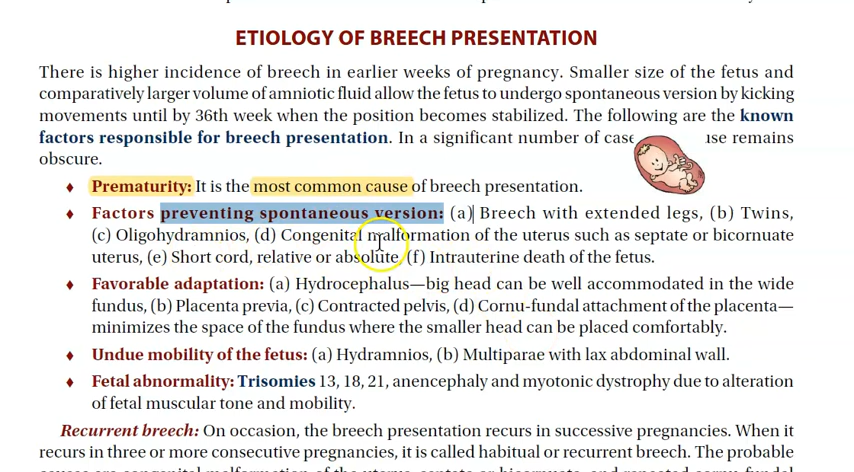 ETIOLOGY OF BREECH PRESENTATION
There is higher incidence of breech in earlier weeks of pregnancy. Smaller size of the fetus and
comparatively larger volume of amniotic fluid allow the fetus to undergo spontaneous version by kicking
movements until by 36th week when the position becomes stabilized. The following are the known
factors responsible for breech presentation. In a significant number of case use remains
obscure.
♦ Prematurity: It is the most common cause of breech presentation.
♦ Factors preventing spontaneous version: (a) Breech with extended legs, (b) Twins,
(c) Oligohydramnios, (d) Congenital malformation of the uterus such as septate or bicornuate
uterus, (e) Short cord, relative or absolute, (f) Intrauterine death of the fetus.
♦ Favorable adaptation: (a) Hydrocephalus—big head can be well accommodated in the wide
fundus, (b) Placenta previa, (c) Contracted pelvis, (d) Cornu-fundal attachment of the placenta—
minimizes the space of the fundus where the smaller head can be placed comfortably.
♦ Undue mobility of the fetus: (a) Hydramnios, (b) Multiparae with lax abdominal wall.
♦ Fetal abnormality: Trisomies 13, 18, 21, anencephaly and myotonic dystrophy due to alteration
of fetal muscular tone and mobility.
Recurrent breech: On occasion, the breech presentation recurs in successive pregnancies. When it
recurs in three or more consecutive pregnancies, it is called habitual or recurrent breech. The probable